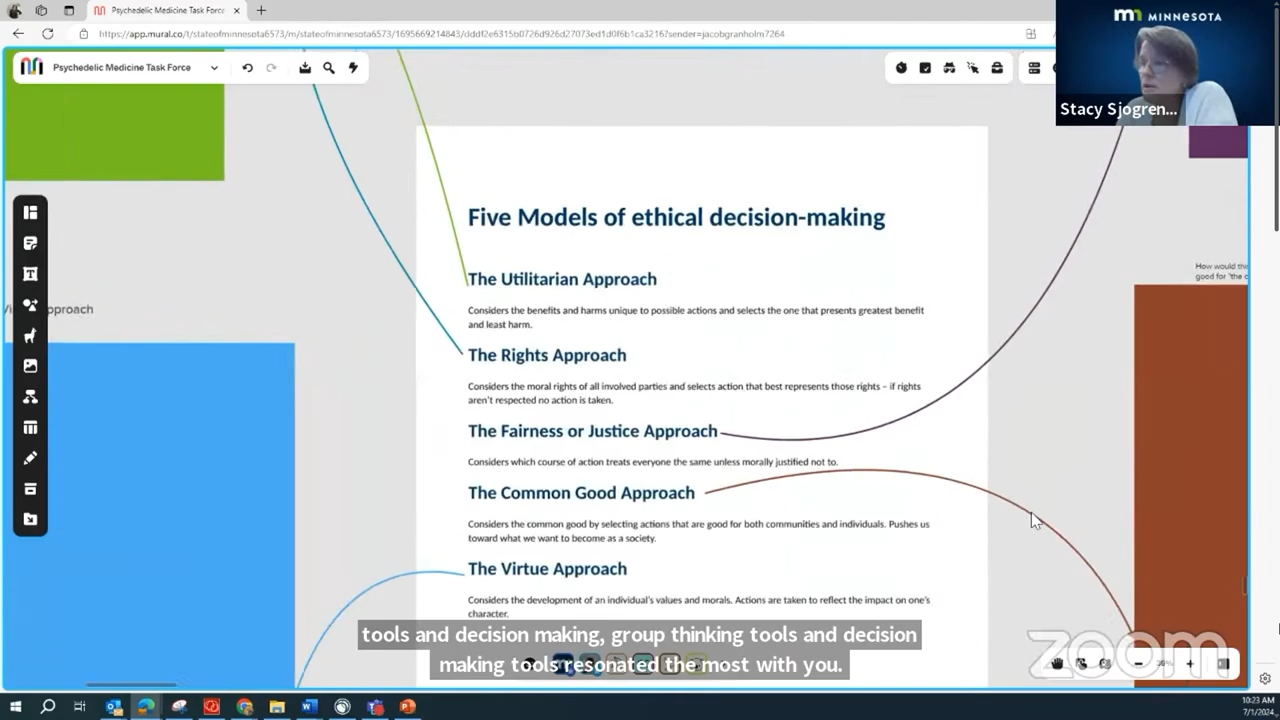 Psychedelic Medicine Task Force
https://app.mural.co/t/stateofminnesota6573/m/stateofminnesota6573/1695669214843/dddf2e6315b0726d926d27073ed1d0f6b1ca3216?sender=jacobgranholm7264
Psychedelic Medicine Task Force
MINNESOTA
Stacy Sjogren...
Five Models of ethical decision-making
The Utilitarian Approach
Considers the benefits and harms unique to possible actions and selects the one that presents greatest benefit
and least harm.
The Rights Approach
Considers the moral rights of all involved parties and selects action that best represents those rights – if rights
aren't respected no action is taken.
The Fairness or Justice Approach
Considers which course of action treats everyone the same unless morally justified not to.
The Common Good Approach
Considers the common good by selecting actions that are good for both communities and individuals. Pushes us
toward what we want to become as a society.
The Virtue Approach
Considers the development of an individual's values and morals. Actions are taken to reflect the impact on one's
character.
pproach
How would th
good for "the c
tools and decision making, group thinking tools and decision
making tools resonated the most with you.
zoom
10:23 AM
7/1/2024